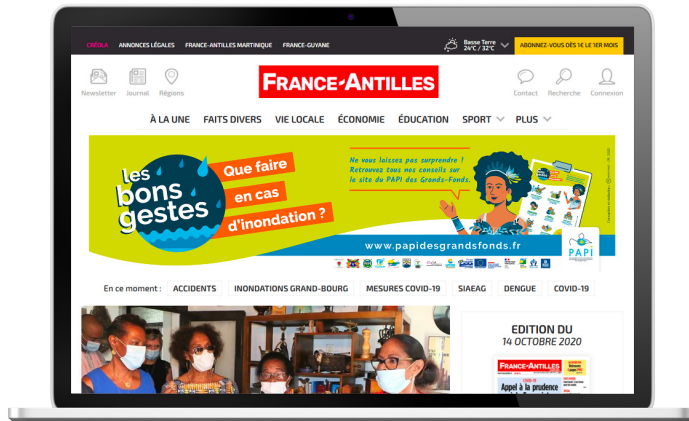 CRÉOLA ANNONCES LÉGALES FRANCE-ANTILLES MARTINIQUE FRANCE-GUYANE
Basse Terre
24°C / 32°C
ABONNEZ-VOUS DÈS 1€ LE 1ER MOIS
Newsletter Journal Régions
FRANCE-ANTILLES
Contact Recherche Connexion
À LA UNE FAITS DIVERS VIE LOCALE ÉCONOMIE ÉDUCATION SPORT PLUS
les
bons
gestes
Que faire
en cas
d'inondation ?
Ne vous laissez pas surprendre !
Retrouvez tous nos conseils sur
le site du PAPI des Grands-Fonds.
www.papidesgrandsfonds.fr
PAPI
En ce moment : ACCIDENTS INONDATIONS GRAND-BOURG MESURES COVID-19 SIAEAG DENGUE COVID-19
EDITION DU
14 OCTOBRE 2020
FRANCE-ANTILLES
Appel à la prudence